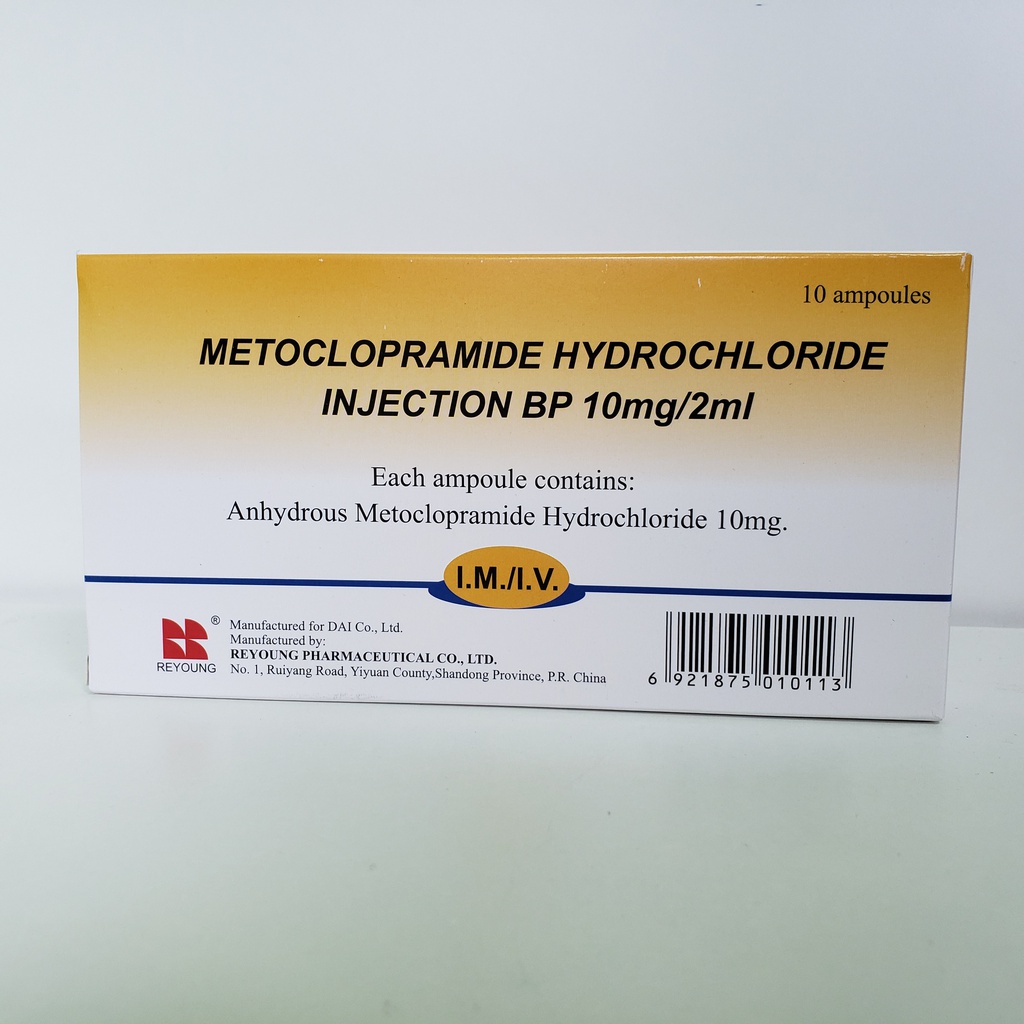 10 ampoules
METOCLOPRAMIDE HYDROCHLORIDE
INJECTION BP 10mg/2ml
Each ampoule contains:
Anhydrous Metoclopramide Hydrochloride 10mg.
I.M./I.V.
®
REYOUNG
Manufactured for DAI Co., Ltd.
Manufactured by:
REYOUNG PHARMACEUTICAL CO., LTD.
No. 1, Ruiyang Road, Yiyuan County,Shandong Province, P.R. China
6 921875 010113